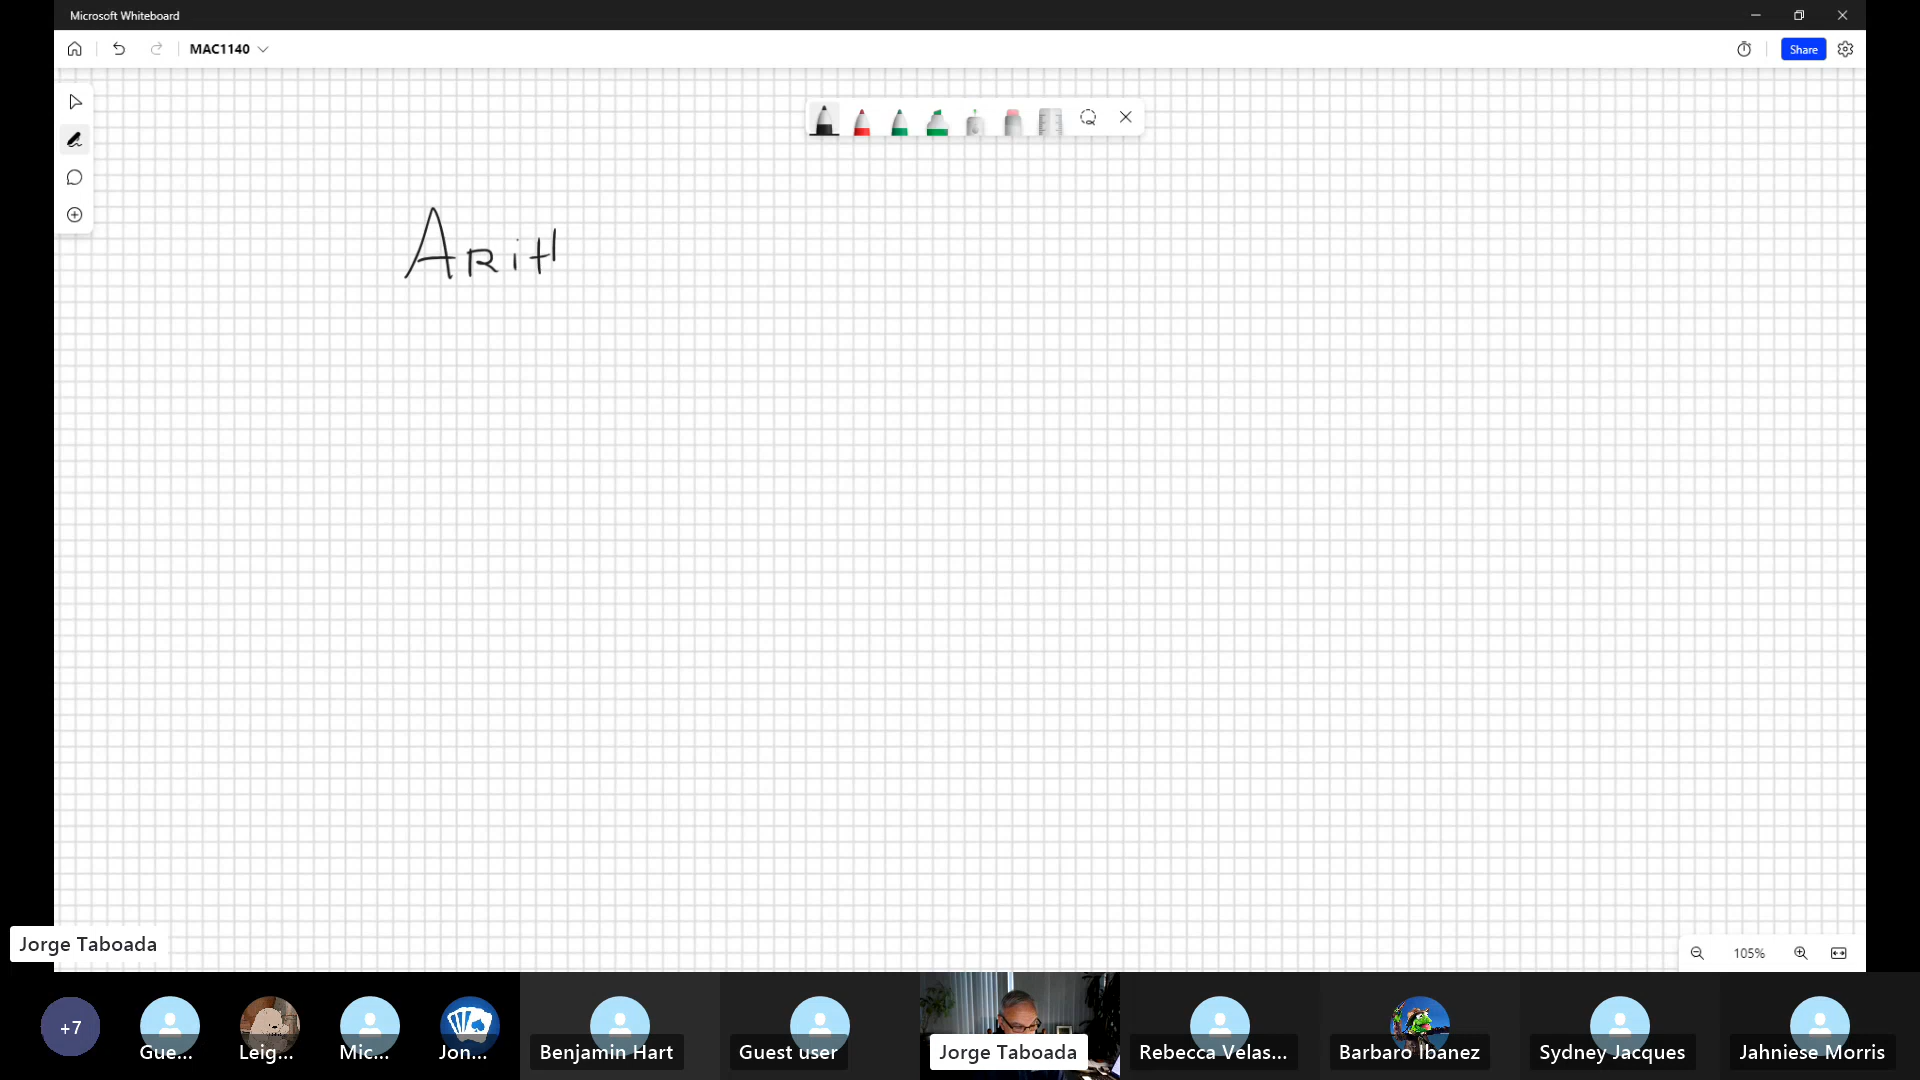 Microsoft Whiteboard
MAC1140
Share
Arit
Jorge Taboada
105%
+7
Gue...
Leig...
Mic...
Jon...
Benjamin Hart
Guest user
Jorge Taboada
Rebecca Velas...
Barbaro Ibanez
Sydney Jacques
Jahniese Morris